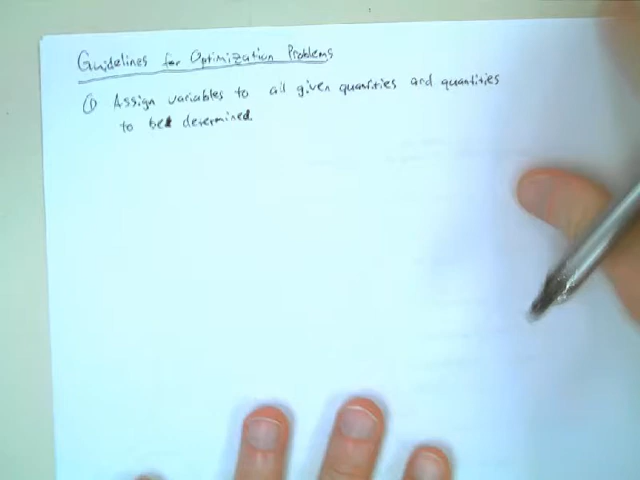 Guidelines for Optimization Problems
① Assign variables to all given quantities and quantities
to be determined.